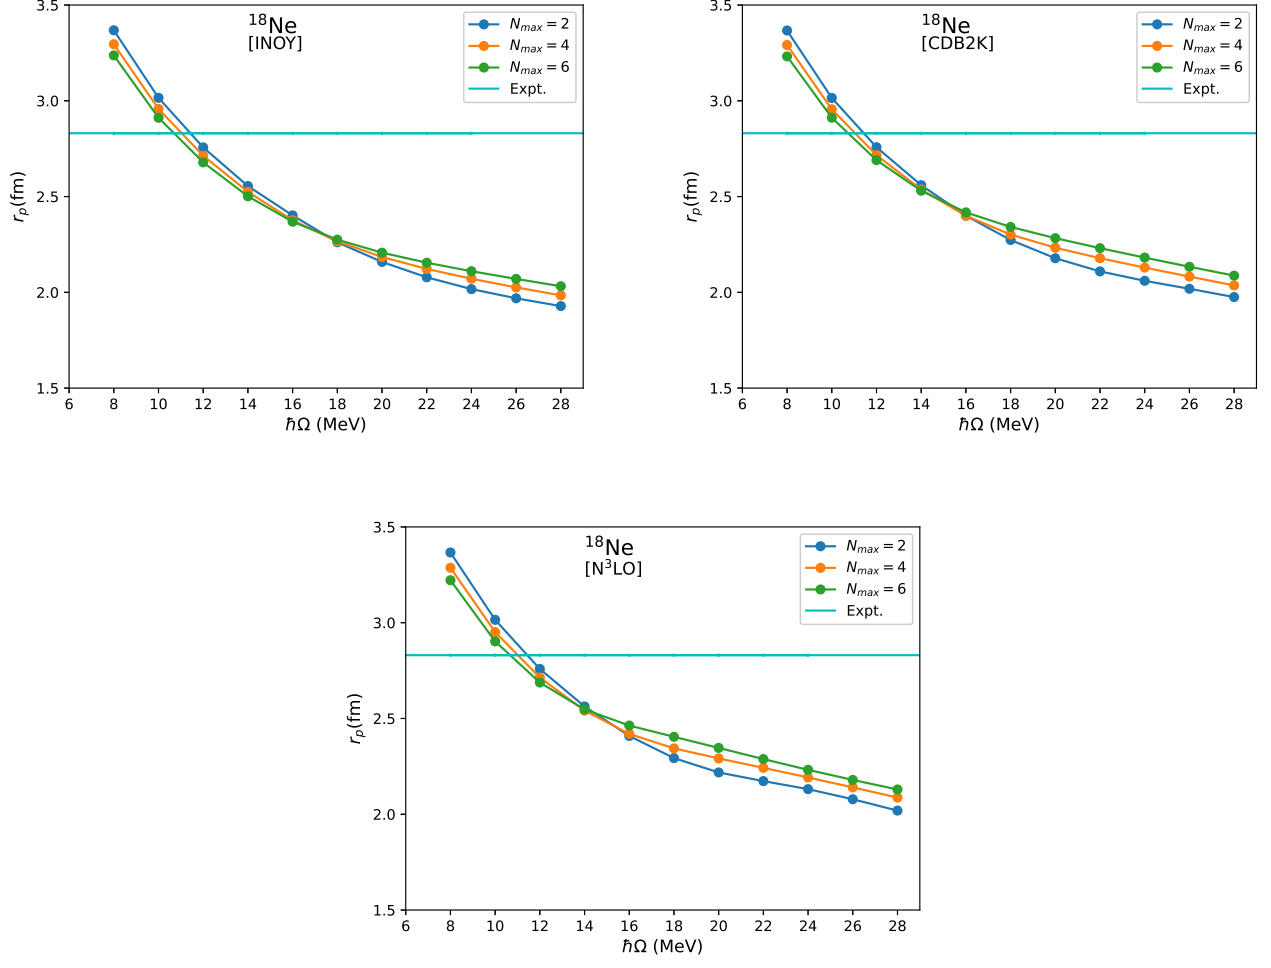 ¹⁸Ne
[INOY]
N_max = 2
N_max = 4
N_max = 6
Expt.
3.5
3.0
2.5
2.0
1.5
r_p(fm)
6 8 10 12 14 16 18 20 22 24 26 28
ℏΩ (MeV)
¹⁸Ne
[CDB2K]
N_max = 2
N_max = 4
N_max = 6
Expt.
3.5
3.0
2.5
2.0
1.5
r_p(fm)
6 8 10 12 14 16 18 20 22 24 26 28
ℏΩ (MeV)
¹⁸Ne
[N³LO]
N_max = 2
N_max = 4
N_max = 6
Expt.
3.5
3.0
2.5
2.0
1.5
r_p(fm)
6 8 10 12 14 16 18 20 22 24 26 28
ℏΩ (MeV)